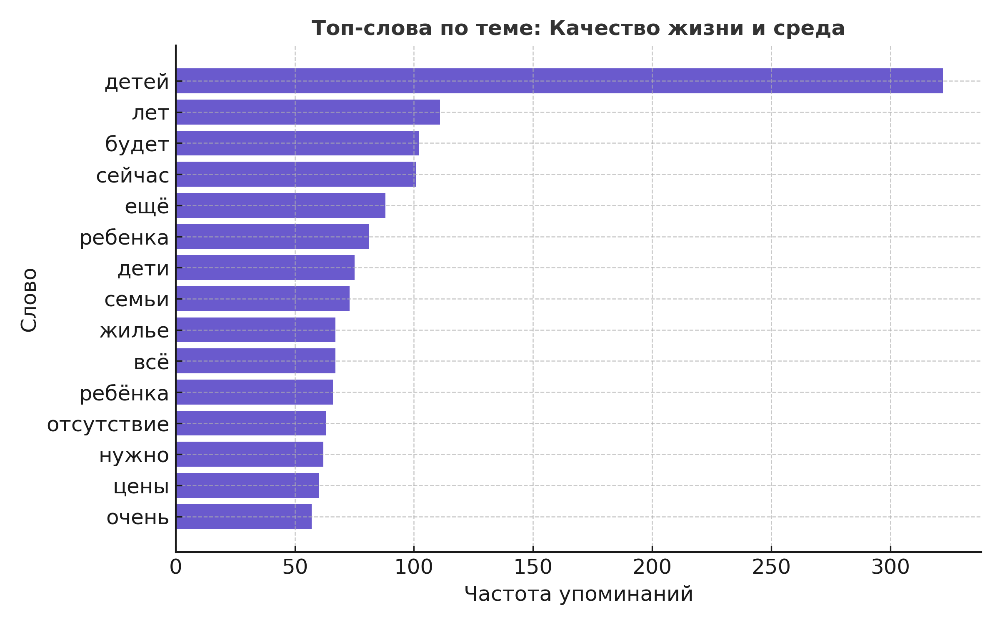 Топ-слова по теме: Качество жизни и среда
детей
лет
будет
сейчас
ещё
ребенка
дети
семьи
жилье
всё
ребёнка
отсутствие
нужно
цены
очень
Слово
0 50 100 150 200 250 300
Частота упоминаний